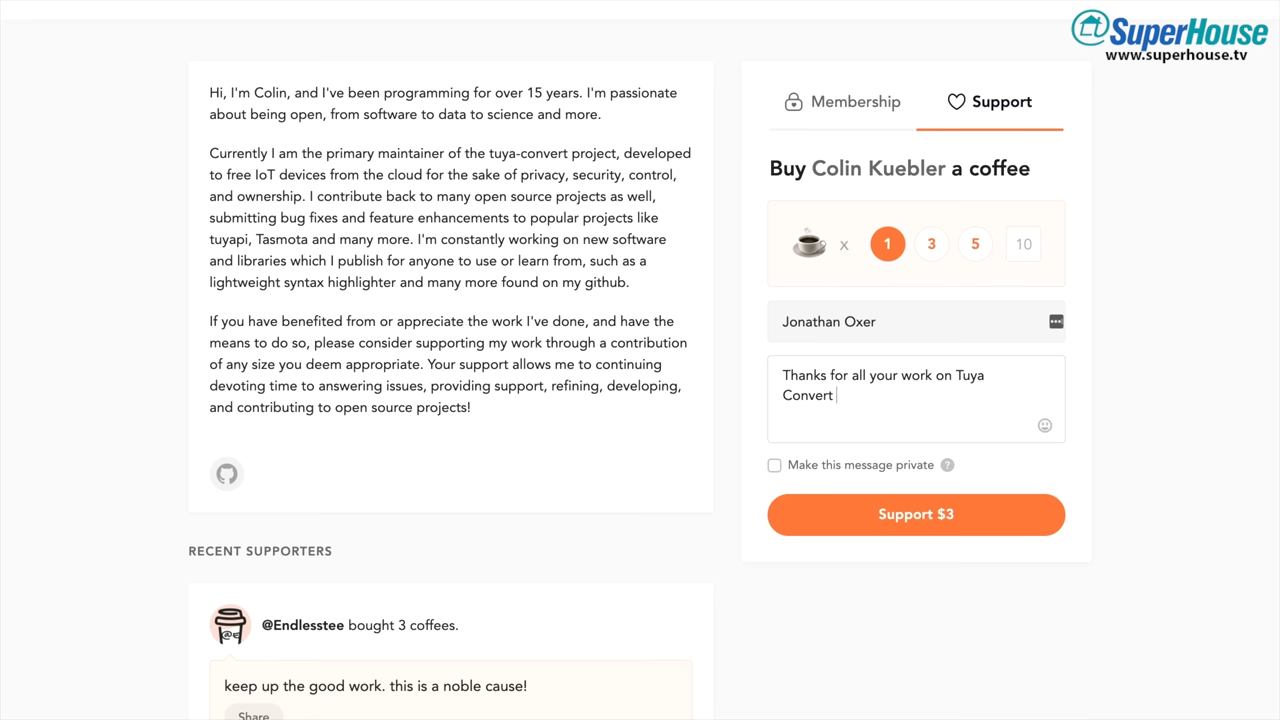 @SuperHouse
www.superhouse.tv
Hi, I'm Colin, and I've been programming for over 15 years. I'm passionate
about being open, from software to data to science and more.
Currently I am the primary maintainer of the tuya-convert project, developed
to free IoT devices from the cloud for the sake of privacy, security, control,
and ownership. I contribute back to many open source projects as well,
submitting bug fixes and feature enhancements to popular projects like
tuyapi, Tasmota and many more. I'm constantly working on new software
and libraries which I publish for anyone to use or learn from, such as a
lightweight syntax highlighter and many more found on my github.
If you have benefited from or appreciate the work I've done, and have the
means to do so, please consider supporting my work through a contribution
of any size you deem appropriate. Your support allows me to continuing
devoting time to answering issues, providing support, refining, developing,
and contributing to open source projects!
RECENT SUPPORTERS
@E
@Endlesstee bought 3 coffees.
keep up the good work. this is a noble cause!
Share
Membership
Support
Buy Colin Kuebler a coffee
x 1 3 5 10
Jonathan Oxer
Thanks for all your work on Tuya
Convert
Make this message private ?
Support $3